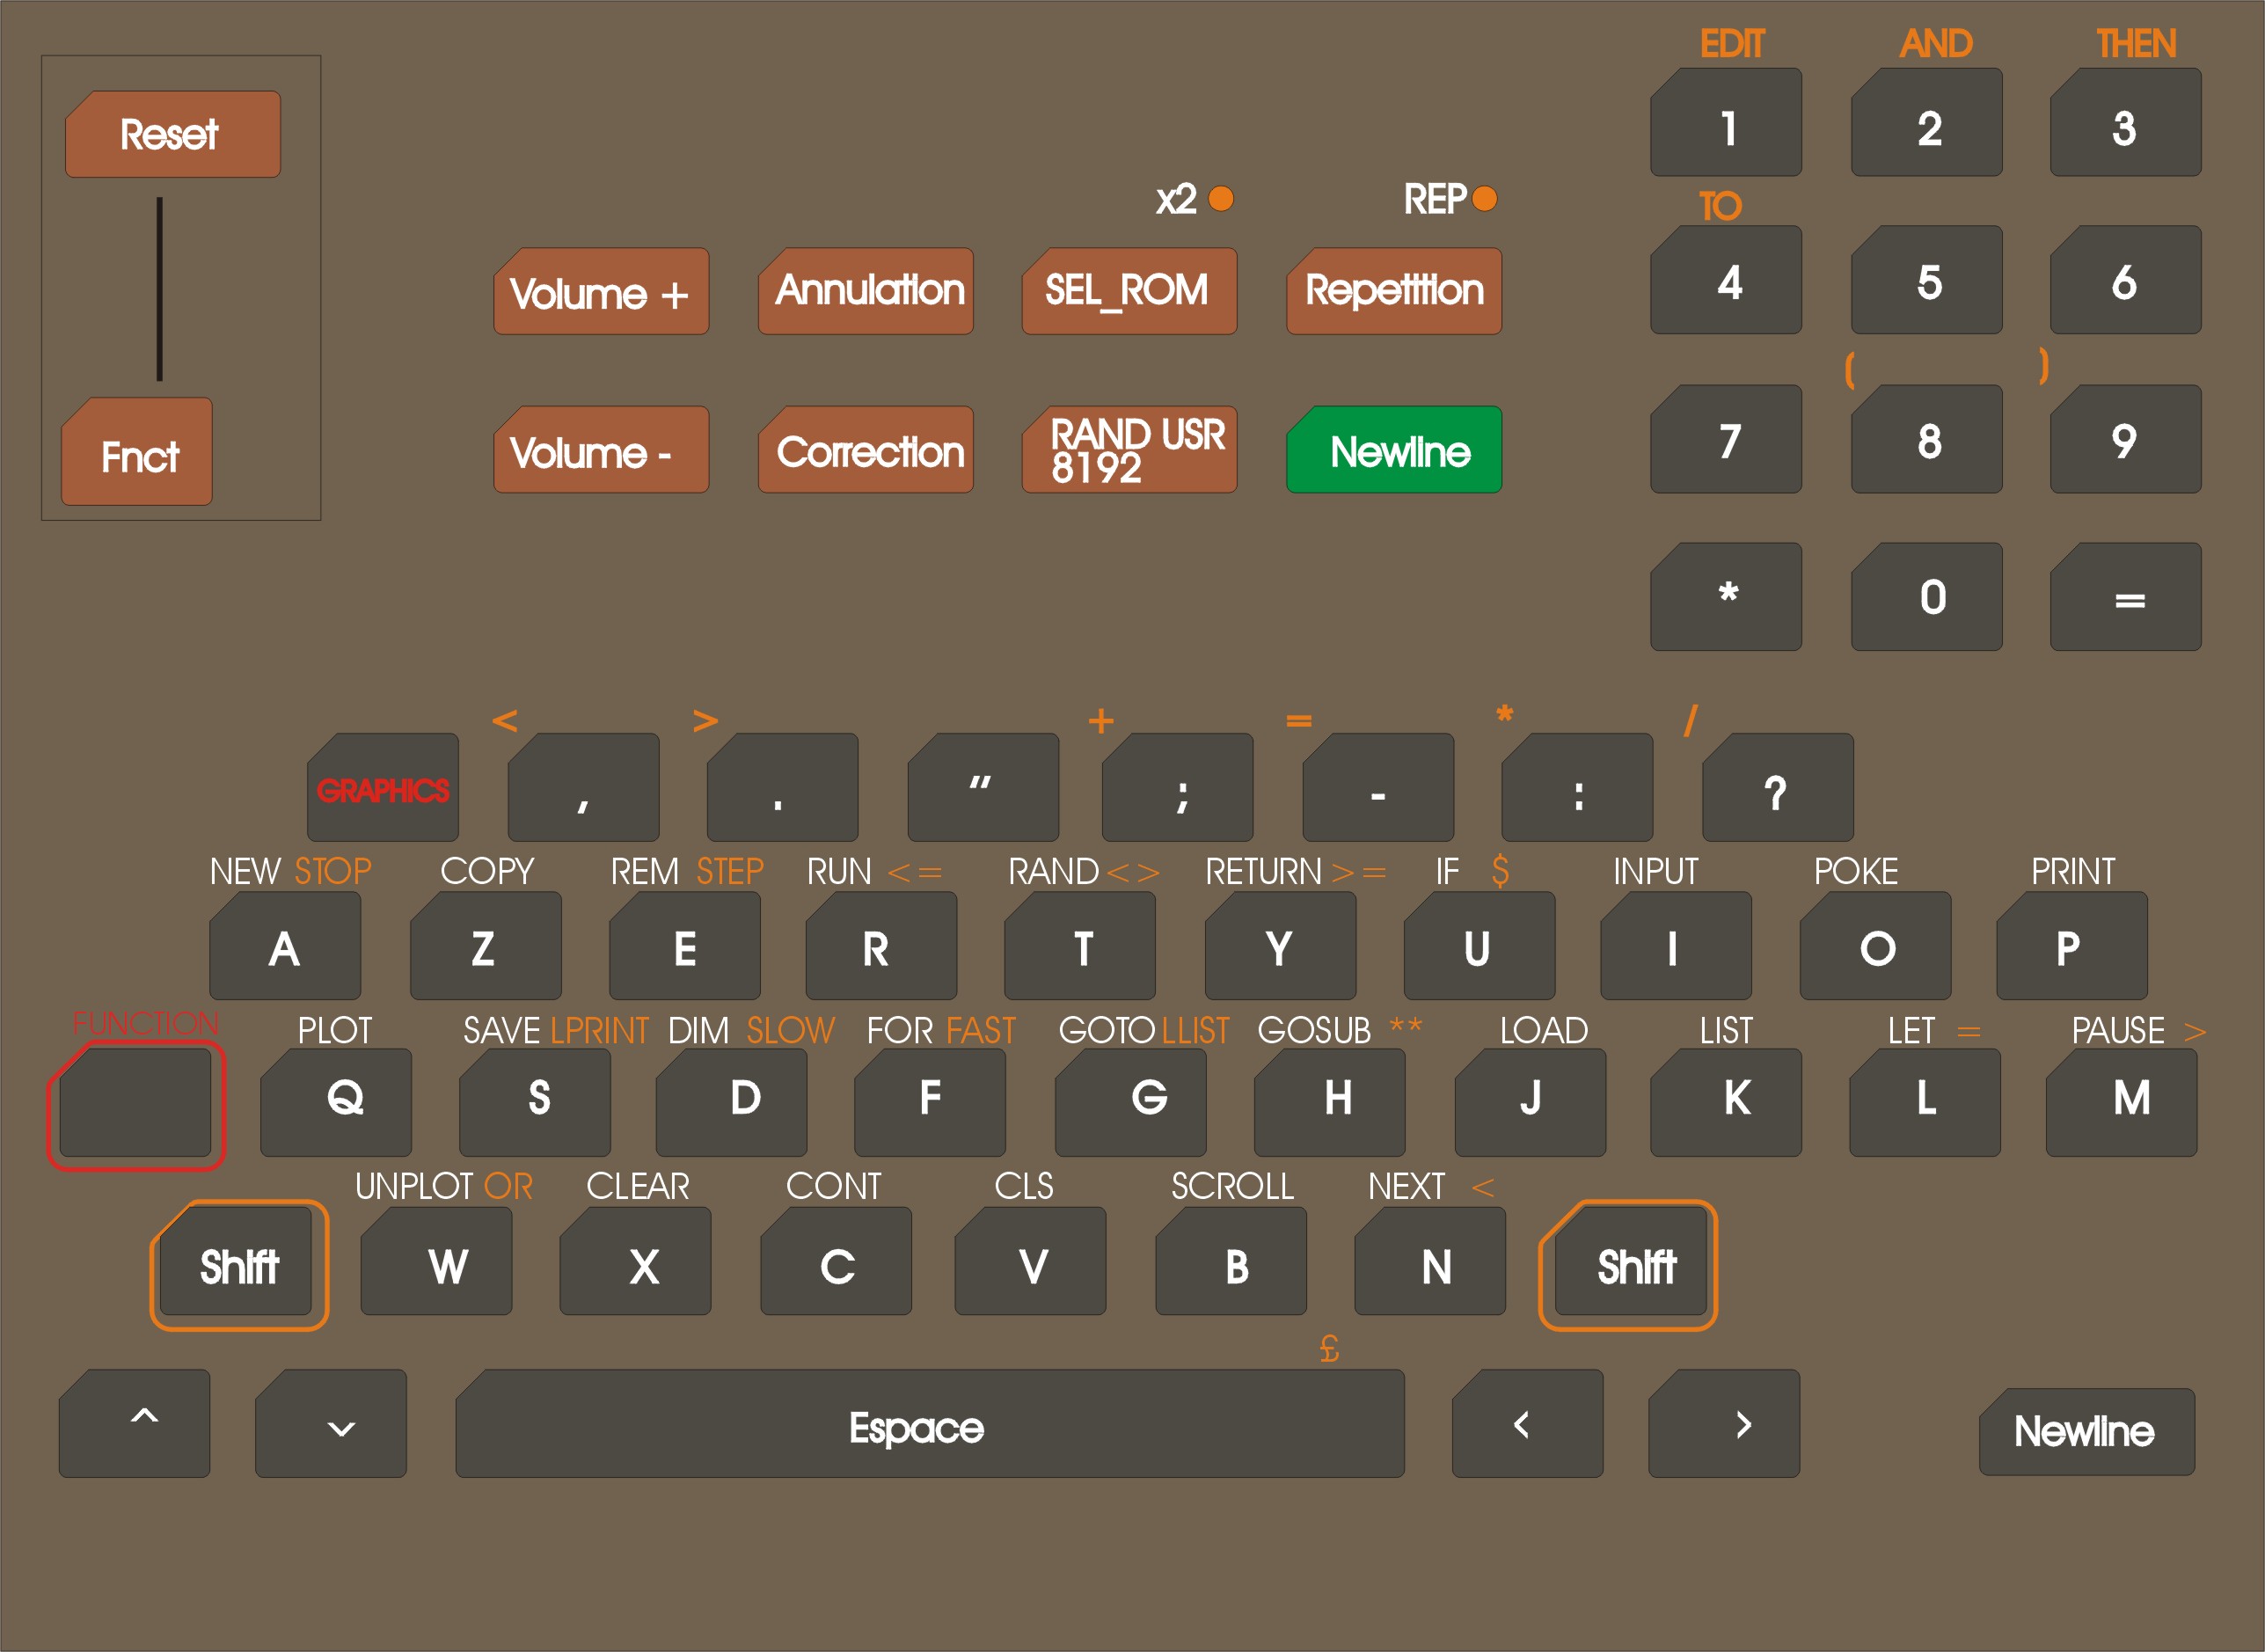 EDIT AND THEN
Reset 1 2 3
x2 REP TO
Volume + Annulation SEL_ROM Repetition 4 5 6
( )
Fnct Volume - Correction RAND USR
8192 Newline 7 8 9
* 0 =
< > + = * /
GRAPHICS , . “ ; - : ?
NEW STOP COPY REM STEP RUN <= RAND <> RETURN >= IF $ INPUT POKE PRINT
A Z E R T Y U I O P
FUNCTION PLOT SAVE LPRINT DIM SLOW FOR FAST GOTO LLIST GOSUB ** LOAD LIST LET = PAUSE >
Q S D F G H J K L M
UNPLOT OR CLEAR CONT CLS SCROLL NEXT <
Shift W X C V B N Shift
£
^ ⌄ Espace < > Newline